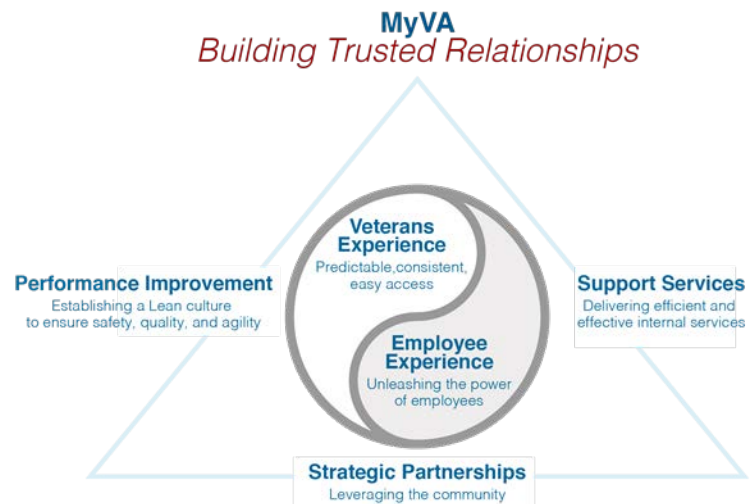 MyVA
Building Trusted Relationships
Veterans
Experience
Predictable,consistent,
easy access
Performance Improvement
Establishing a Lean culture
to ensure safety, quality, and agility
Support Services
Delivering efficient and
effective internal services
Employee
Experience
Unleashing the power
of employees
Strategic Partnerships
Leveraging the community